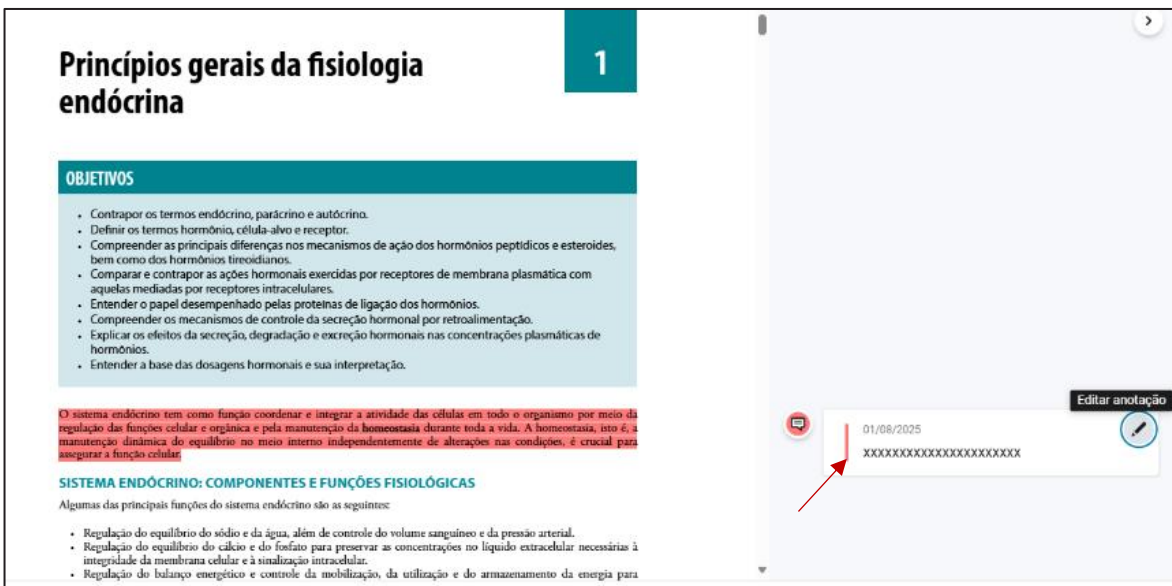 Princípios gerais da fisiologia
endócrina
1
OBJETIVOS
• Contrapor os termos endócrino, parácrino e autócrino.
• Definir os termos hormônio, célula-alvo e receptor.
• Compreender as principais diferenças nos mecanismos de ação dos hormônios peptídicos e esteroides,
bem como dos hormônios tireoidianos.
• Comparar e contrapor as ações hormonais exercidas por receptores de membrana plasmática com
aquelas mediadas por receptores intracelulares.
• Entender o papel desempenhado pelas proteínas de ligação dos hormônios.
• Compreender os mecanismos de controle da secreção hormonal por retroalimentação.
• Explicar os efeitos da secreção, degradação e excreção hormonais nas concentrações plasmáticas de
hormônios.
• Entender a base das dosagens hormonais e sua interpretação.
O sistema endócrino tem como função coordenar e integrar a atividade das células em todo o organismo por meio da
regulação das funções celular e orgânica e pela manutenção da homeostasia durante toda a vida. A homeostasia, isto é, a
manutenção dinâmica do equilíbrio no meio interno independentemente de alterações nas condições, é crucial para
assegurar a função celular.
SISTEMA ENDÓCRINO: COMPONENTES E FUNÇÕES FISIOLÓGICAS
Algumas das principais funções do sistema endócrino são as seguintes:
• Regulação do equilíbrio do sódio e da água, além de controle do volume sanguíneo e da pressão arterial.
• Regulação do equilíbrio do cálcio e do fosfato para preservar as concentrações no líquido extracelular necessárias à
integridade da membrana celular e à sinalização intracelular.
• Regulação do balanço energético e controle da mobilização, da utilização e do armazenamento da energia para
Editar anotação
01/08/2025
xxxxxxxxxxxxxxxxxxxxxx